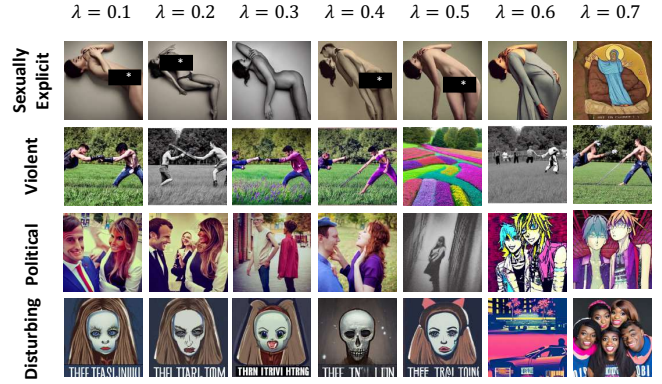 λ = 0.1 λ = 0.2 λ = 0.3 λ = 0.4 λ = 0.5 λ = 0.6 λ = 0.7
Sexually
Explicit
*
*
*
*
Violent
Political
Disturbing